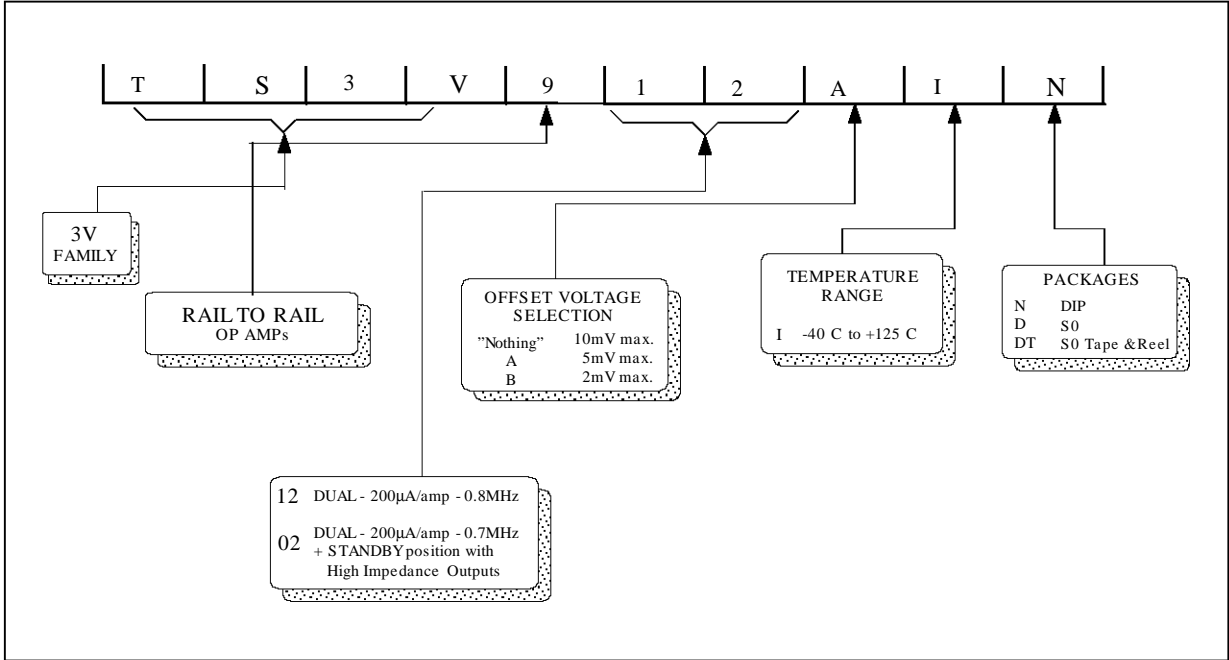 T S 3 V 9 1 2 A I N
3V
FAMILY
RAIL TO RAIL
OP AMPs
OFFSET VOLTAGE
SELECTION
"Nothing" 10mV max.
A 5mV max.
B 2mV max.
TEMPERATURE
RANGE
I -40 C to +125 C
PACKAGES
N DIP
D S0
DT S0 Tape &Reel
12 DUAL - 200µA/amp - 0.8MHz
02 DUAL - 200µA/amp - 0.7MHz
+ STANDBY position with
High Impedance Outputs